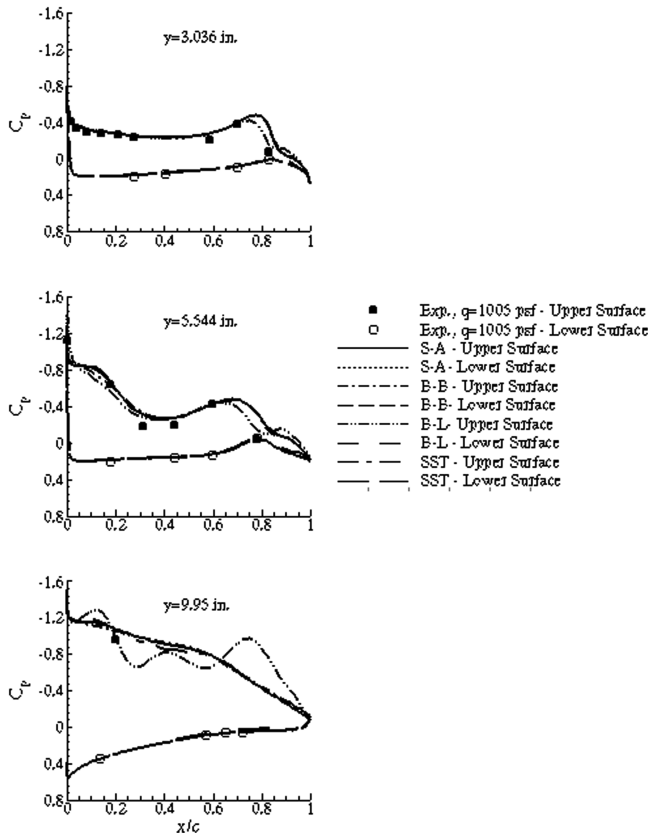 -1.6
y=3.036 in.
-1.2
-0.8
-0.4
Cp
0
0.4
0.8
0 0.2 0.4 0.6 0.8 1
-1.6
y=5.544 in.
-1.2
-0.8
-0.4
Cp
0
0.4
0.8
0 0.2 0.4 0.6 0.8 1
Exp., q=1005 psf - Upper Surface
Exp., q=1005 psf - Lower Surface
S-A - Upper Surface
S-A - Lower Surface
B-B - Upper Surface
B-B - Lower Surface
B-L - Upper Surface
B-L - Lower Surface
SST - Upper Surface
SST - Lower Surface
-1.6
y=9.95 in.
-1.2
-0.8
-0.4
Cp
0
0.4
0.8
0 0.2 0.4 0.6 0.8 1
x/c